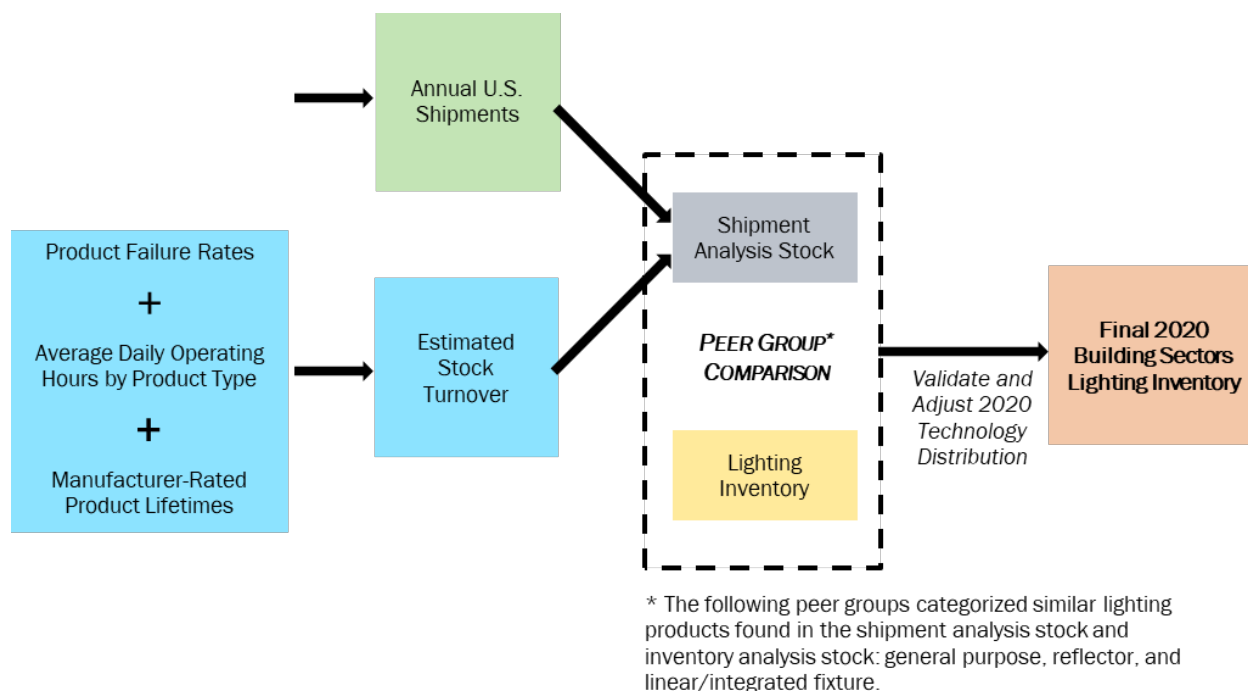 Annual U.S.
Shipments
Product Failure Rates
+
Average Daily Operating
Hours by Product Type
+
Manufacturer-Rated
Product Lifetimes
Estimated
Stock
Turnover
Shipment
Analysis Stock
PEER GROUP*
COMPARISON
Lighting
Inventory
Validate and
Adjust 2020
Technology
Distribution
Final 2020
Building Sectors
Lighting Inventory
* The following peer groups categorized similar lighting
products found in the shipment analysis stock and
inventory analysis stock: general purpose, reflector, and
linear/integrated fixture.